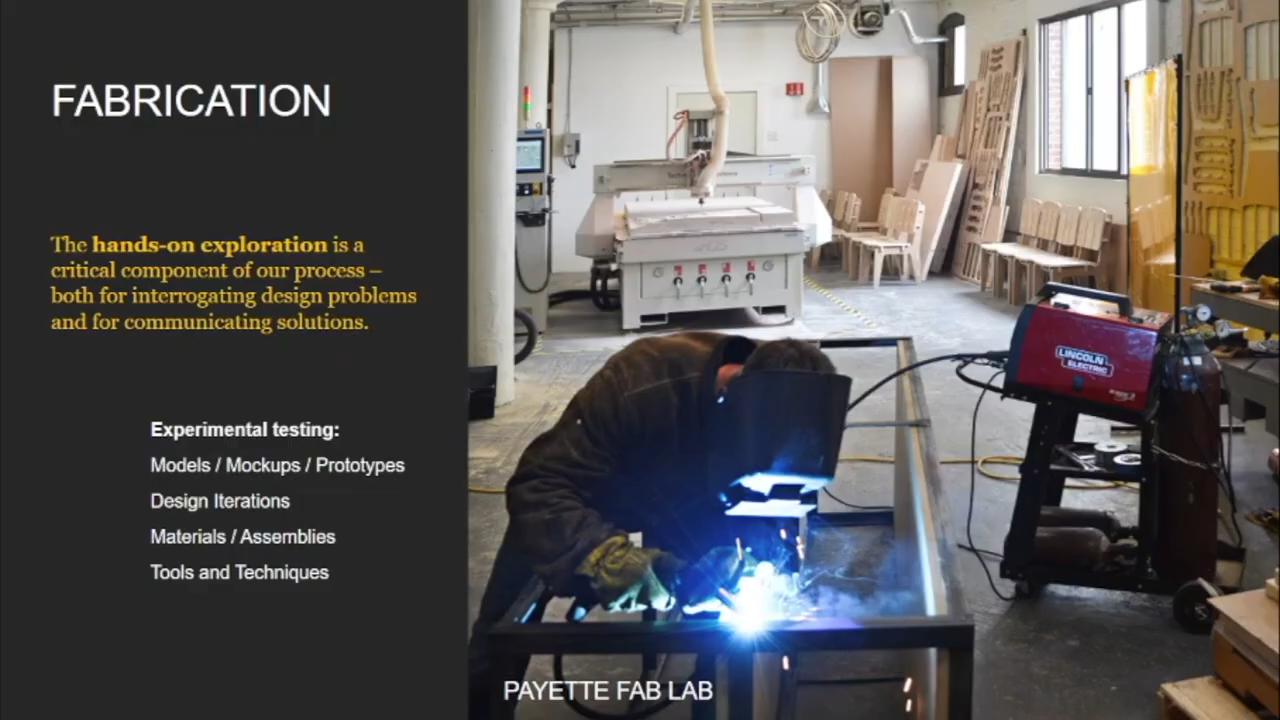 FABRICATION
The hands-on exploration is a
critical component of our process –
both for interrogating design problems
and for communicating solutions.
Experimental testing:
Models / Mockups / Prototypes
Design Iterations
Materials / Assemblies
Tools and Techniques
LINCOLN
ELECTRIC
PAYETTE FAB LAB